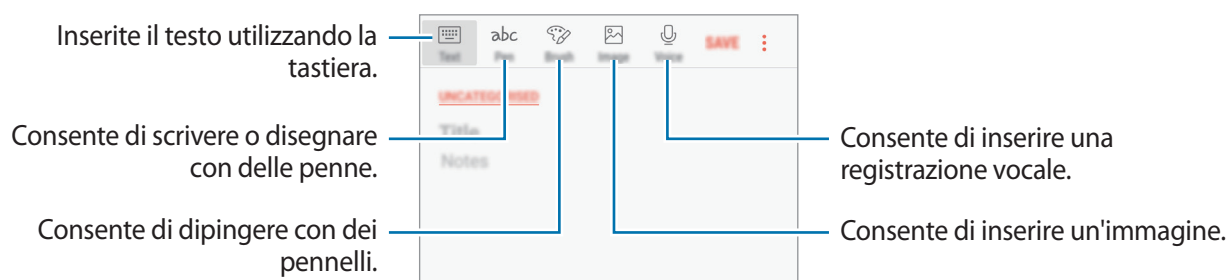 Inserite il testo utilizzando la
tastiera.
abc
Text
Pen
Brush
Image
Voice
SAVE
UNCATEGORISED
Title
Notes
Consente di scrivere o disegnare
con delle penne.
Consente di dipingere con dei
pennelli.
Consente di inserire una
registrazione vocale.
Consente di inserire un'immagine.